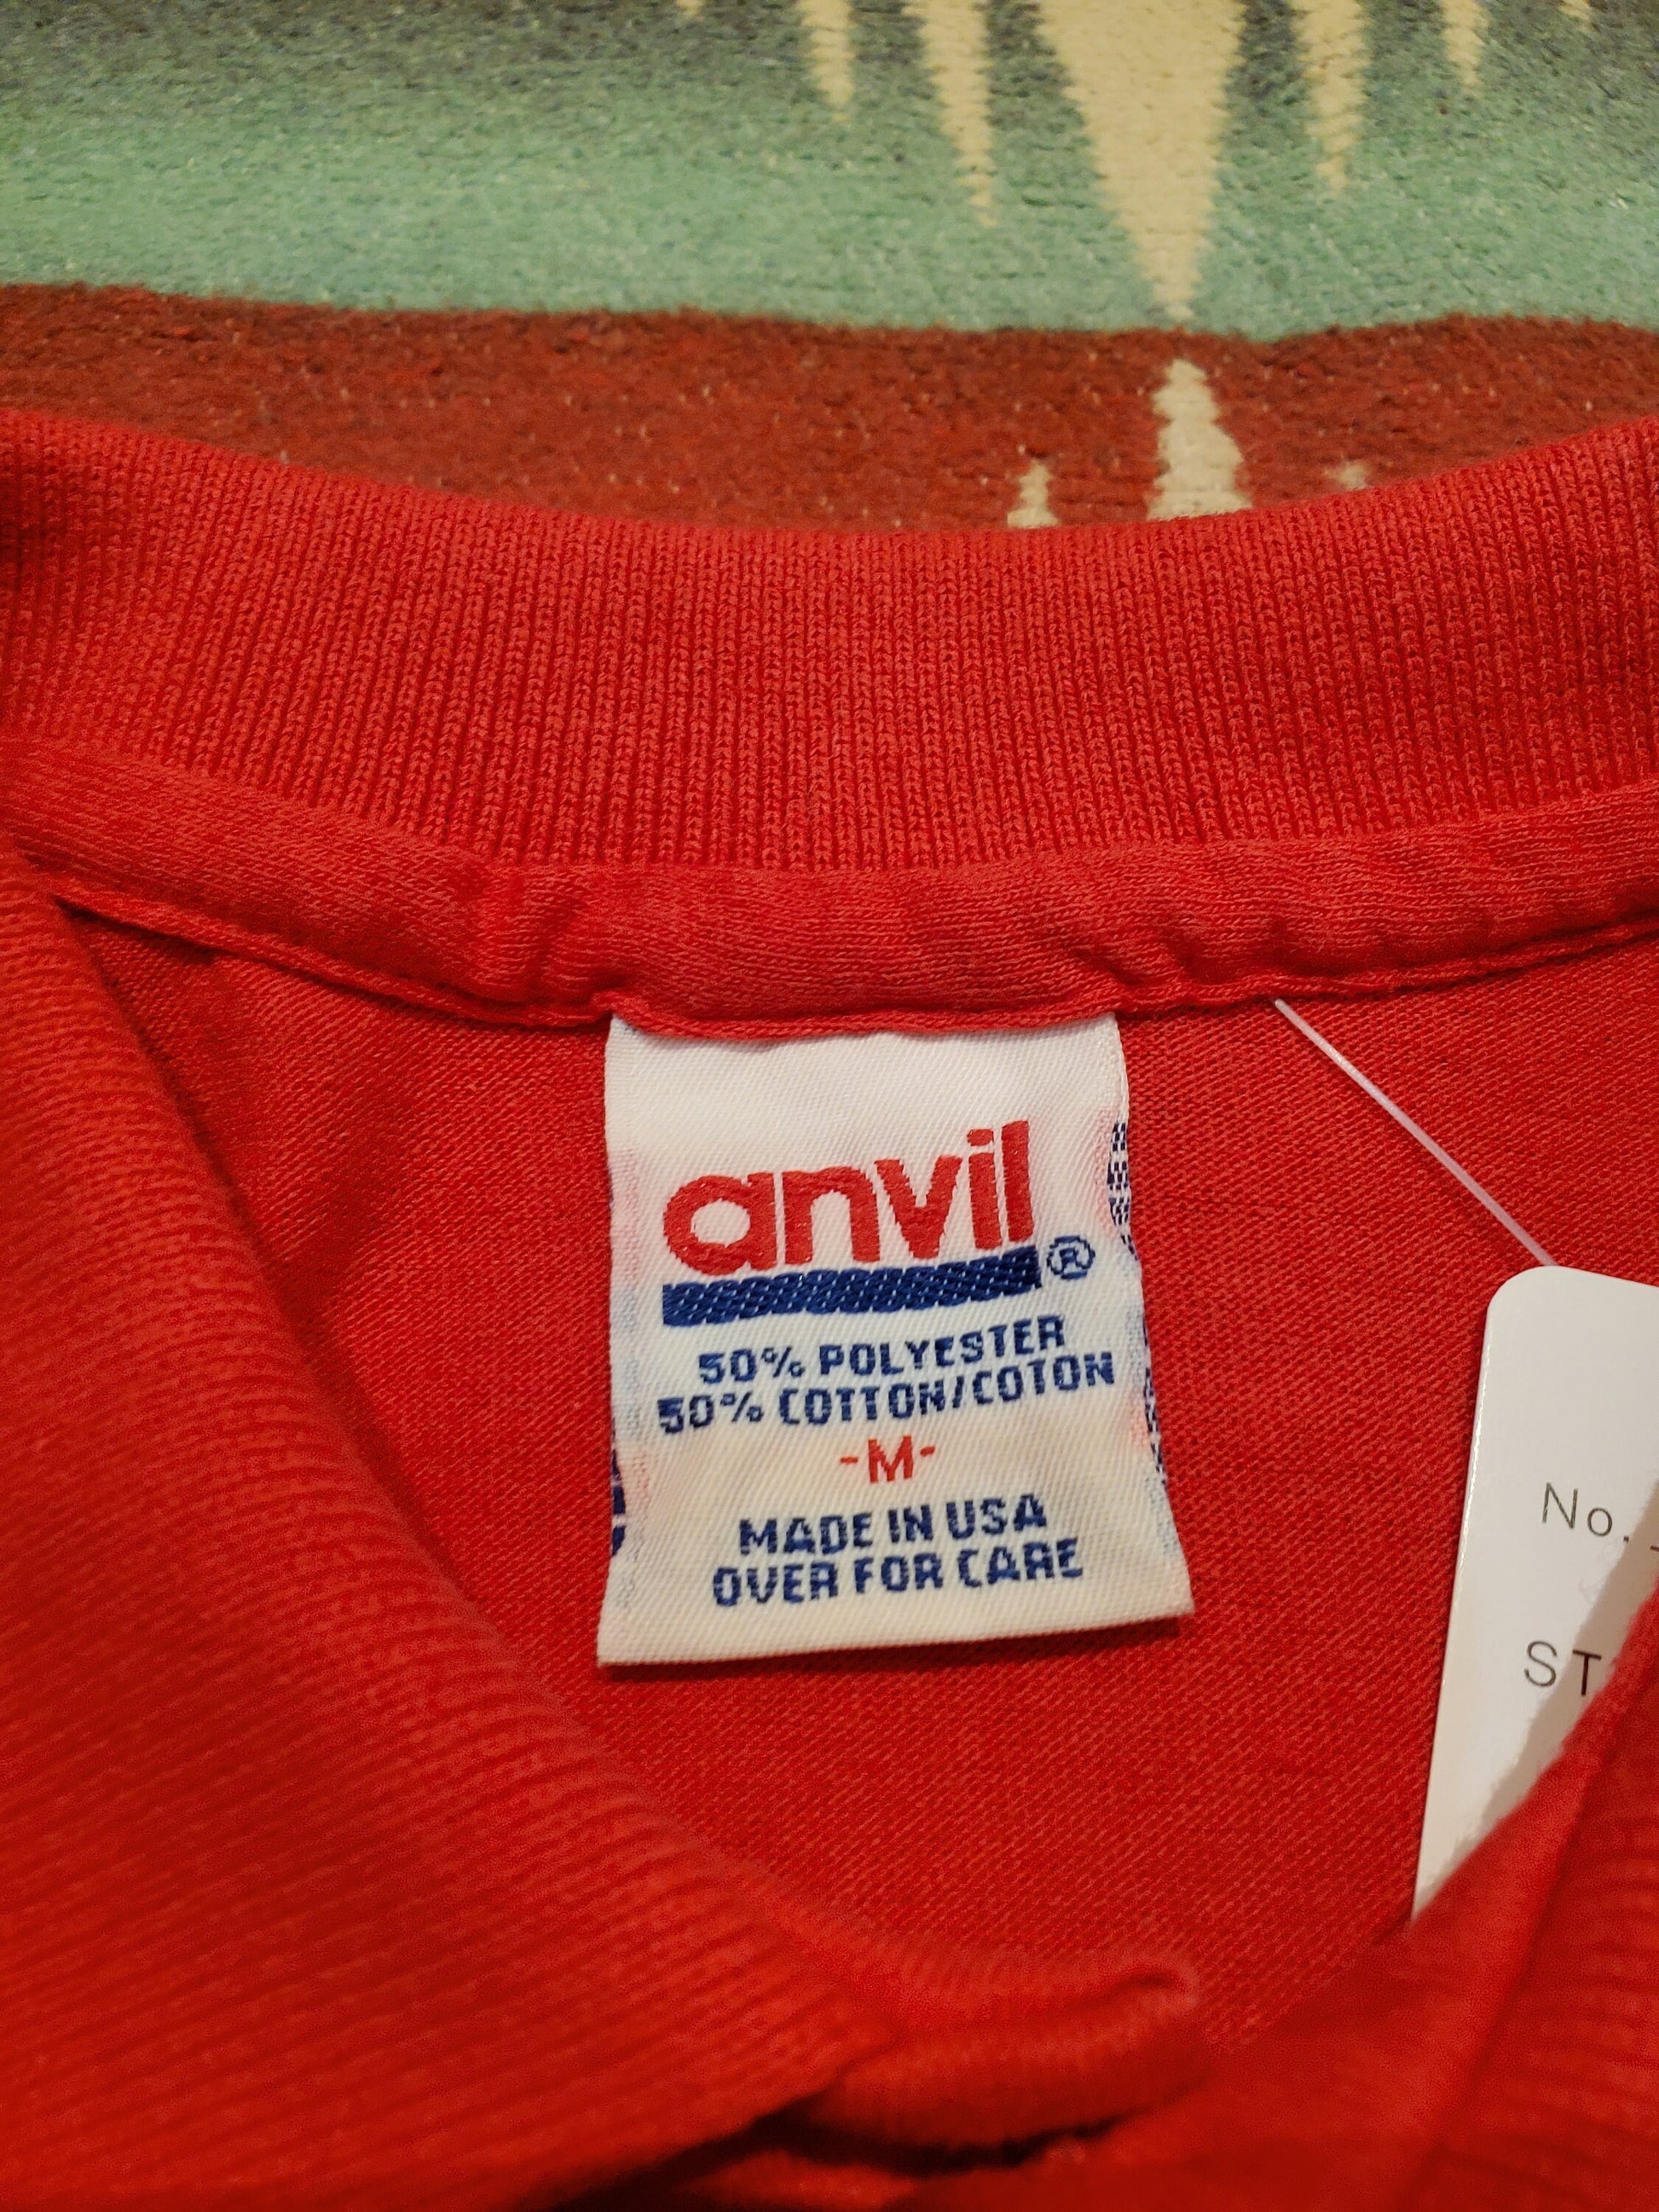 anvil®
50% POLYESTER
50% COTTON/COTON
-M-
MADE IN USA
OVER FOR CARE
No.